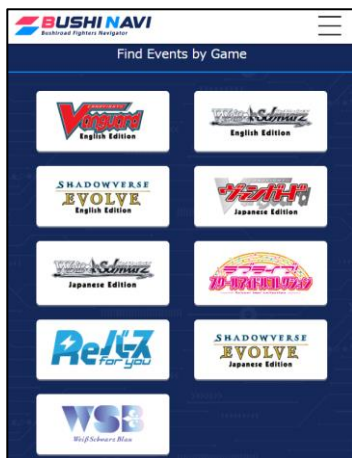 BUSHI NAVI
Bushiroad Fighters Navigator
Find Events by Game
CARDFIGHT!!
Vanguard
English Edition
Weiß Schwarz
English Edition
SHADOWVERSE
EVOLVE
English Edition
ヴァンガード
Vanguard
Japanese Edition
Weiß Schwarz
Japanese Edition
ラブライブ!
スクールアイドルコレクション
Reバース
for you
SHADOWVERSE
EVOLVE
Japanese Edition
WSB
Weiß Schwarz Blau